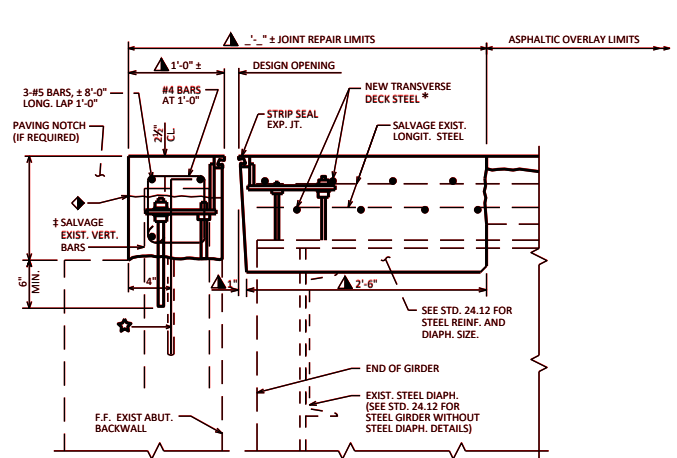 _'-_" ± JOINT REPAIR LIMITS
ASPHALTIC OVERLAY LIMITS
1'-0" ±
DESIGN OPENING
3-#5 BARS, ± 8'-0"
LONG. LAP 1'-0"
#4 BARS
AT 1'-0"
NEW TRANSVERSE
DECK STEEL *
PAVING NOTCH
(IF REQUIRED)
2½"
CL.
STRIP SEAL
EXP. JT.
SALVAGE EXIST.
LONGIT. STEEL
‡ SALVAGE
EXIST. VERT.
BARS
6"
MIN.
4"
1"
2'-6"
SEE STD. 24.12 FOR
STEEL REINF. AND
DIAPH. SIZE.
END OF GIRDER
EXIST. STEEL DIAPH.
(SEE STD. 24.12 FOR
STEEL GIRDER WITHOUT
STEEL DIAPH. DETAILS)
F.F. EXIST ABUT.
BACKWALL